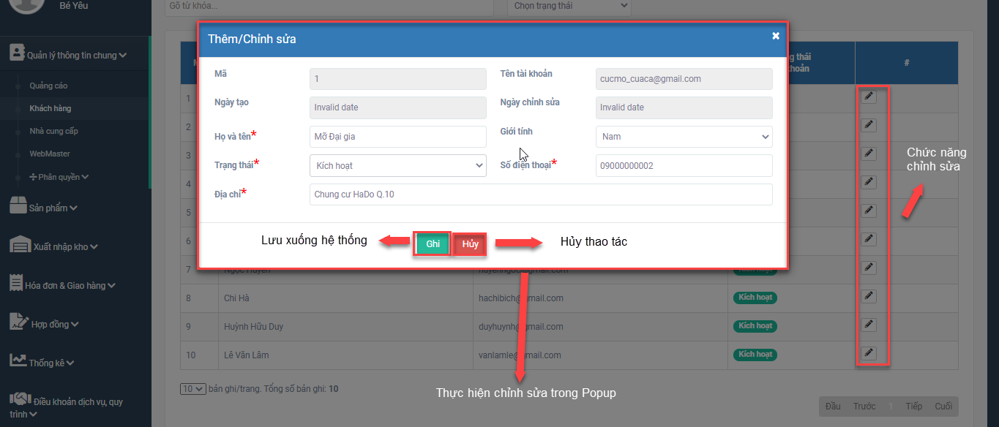 Bé Yêu
Quản lý thông tin chung
Quảng cáo
Khách hàng
Nhà cung cấp
WebMaster
Phân quyền
Sản phẩm
Xuất nhập kho
Hóa đơn & Giao hàng
Hợp đồng
Thống kê
Điều khoản dịch vụ, quy
trình
Gõ từ khóa...
Chọn trạng thái
Thêm/Chỉnh sửa
Mã
1
Tên tài khoản
cucmo_cuaca@gmail.com
Ngày tạo
Invalid date
Ngày chỉnh sửa
Invalid date
Họ và tên*
Mỡ Đại gia
Giới tính
Nam
Trạng thái*
Kích hoạt
Số điện thoại*
09000000002
Địa chỉ*
Chung cư HaDo Q.10
Lưu xuống hệ thống
Ghi
Hủy
Hủy thao tác
#
Chức năng
chỉnh sửa
1
2
3
4
5
6
7 Ngọc Huyền huyenngoc@gmail.com Kích hoạt
8 Chi Hà hachibich@gmail.com Kích hoạt
9 Huỳnh Hữu Duy duyhuynh@gmail.com Kích hoạt
10 Lê Văn Lâm vanlamle@gmail.com Kích hoạt
10 bản ghi/trang. Tổng số bản ghi: 10
Thực hiện chỉnh sửa trong Popup
Đầu Trước 1 Tiếp Cuối